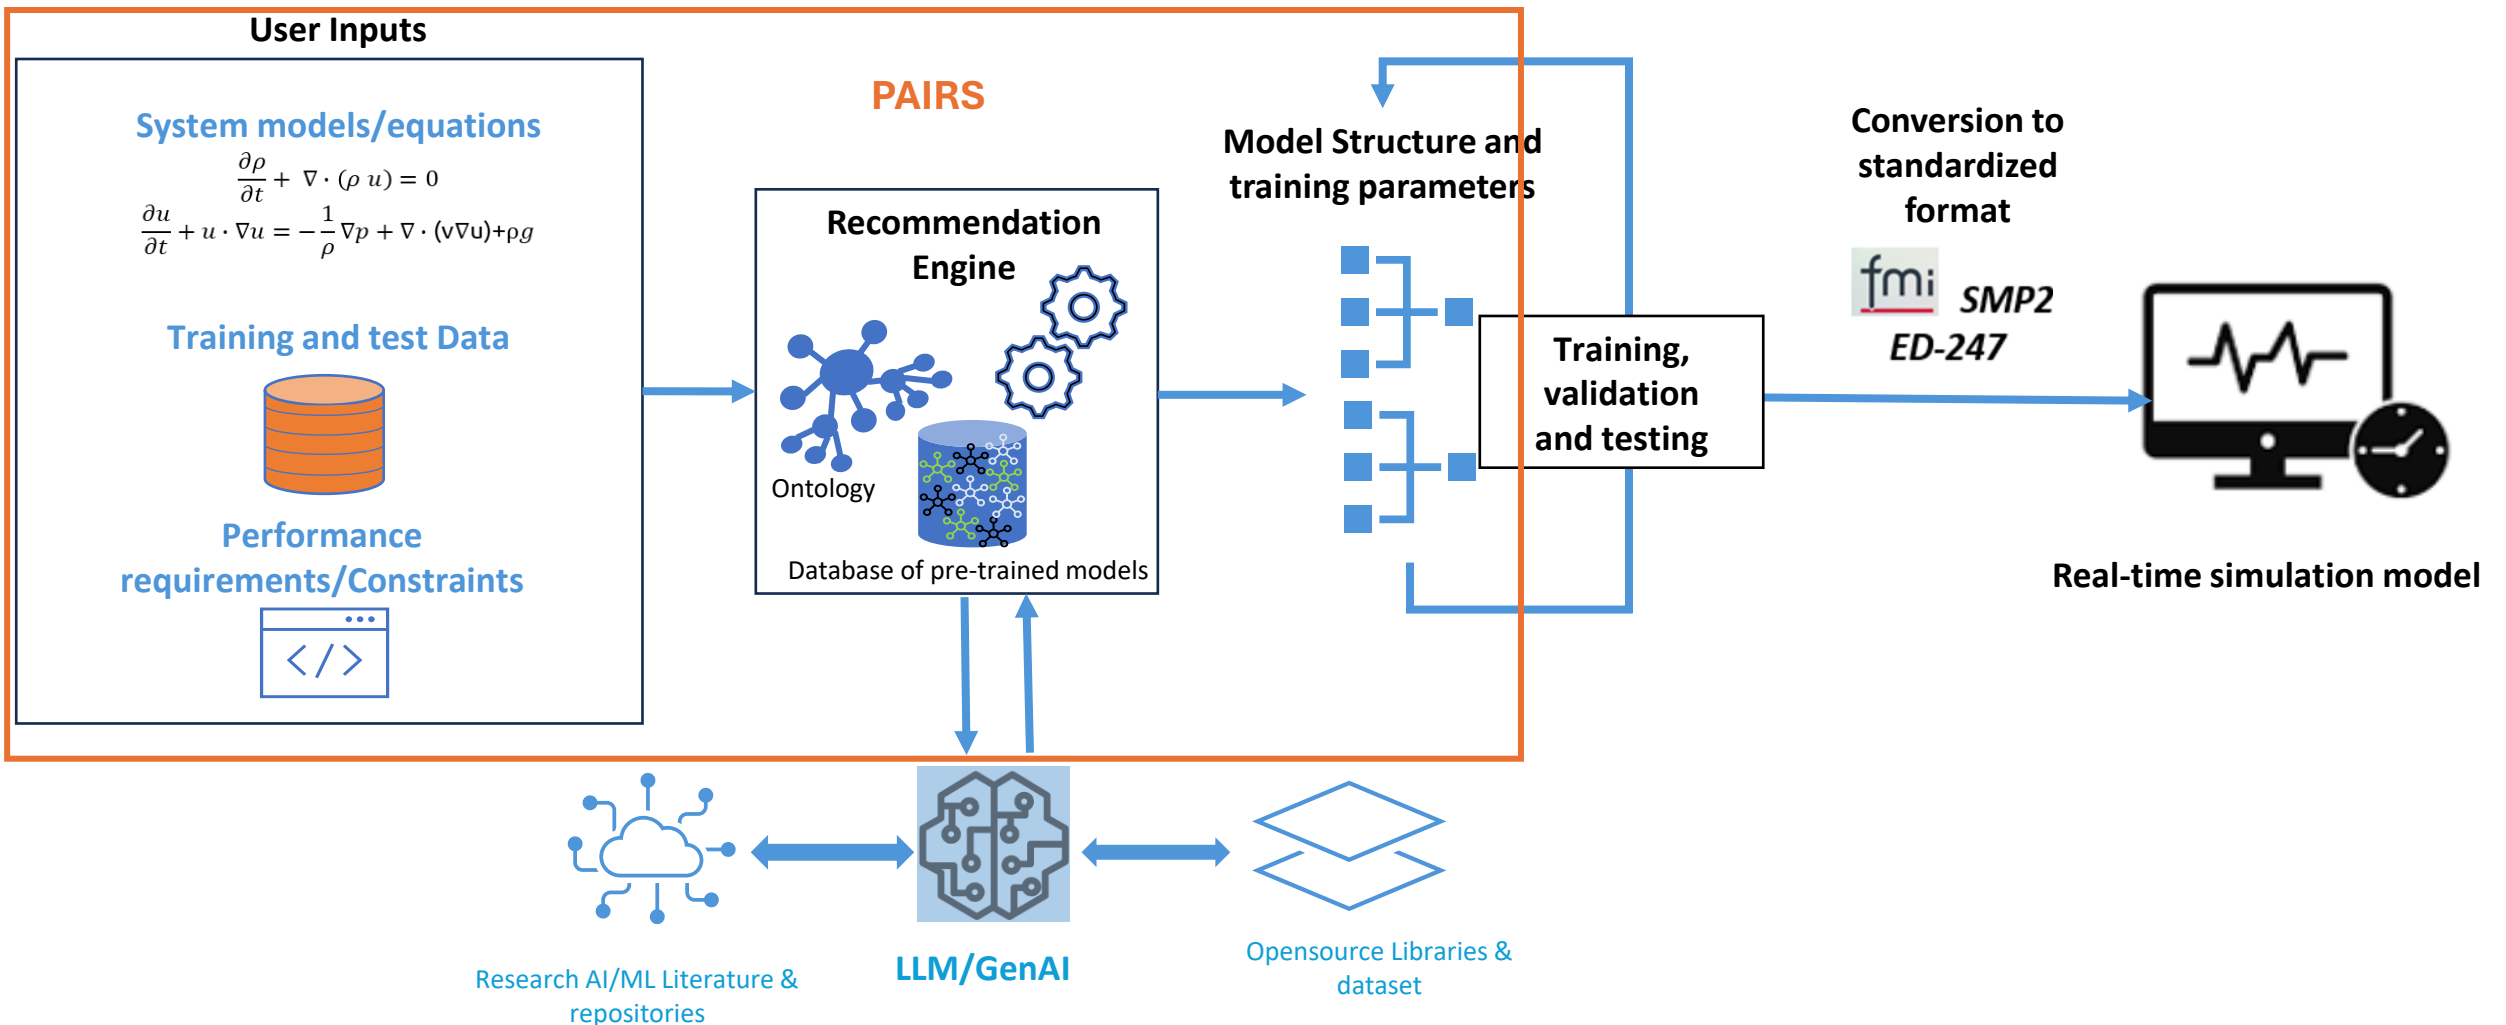 User Inputs
System models/equations
∂ρ/∂t + ∇ · (ρ u) = 0
∂u/∂t + u · ∇u = −1/ρ ∇p + ∇ · (v∇u)+ρg
Training and test Data
Performance
requirements/Constraints
</>
PAIRS
Recommendation
Engine
Ontology
Database of pre-trained models
Model Structure and
training parameters
Training,
validation
and testing
Conversion to
standardized
format
fmi
SMP2
ED-247
Real-time simulation model
Research AI/ML Literature &
repositories
LLM/GenAI
Opensource Libraries &
dataset